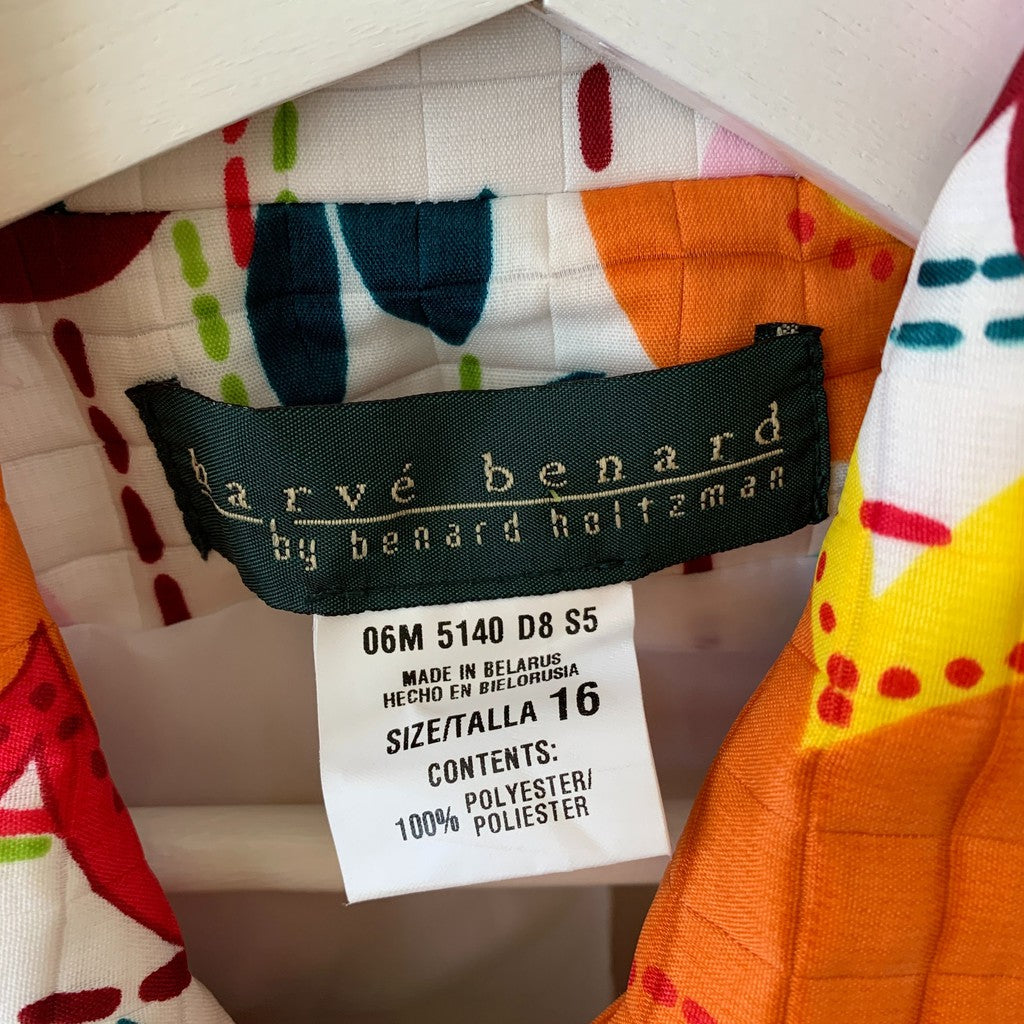 harvé benard
by benard holtzman
06M 5140 D8 S5
MADE IN BELARUS
HECHO EN BIELORUSIA
SIZE/TALLA 16
CONTENTS:
100% POLYESTER/
POLIESTER